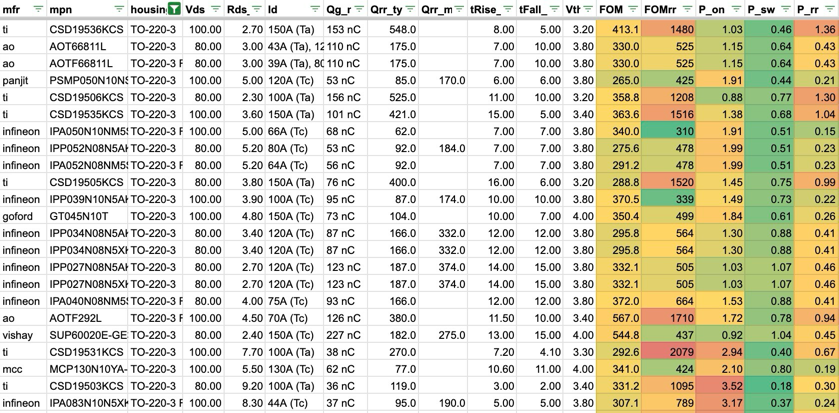 mfr mpn housing Vds Rds_ Id Qg_r Qrr_ty Qrr_m tRise_ tFall_ Vth FOM FOMrr P_on P_sw P_rr
ti CSD19536KCS TO-220-3 100.00 2.70 150A (Ta) 153 nC 548.0 8.00 5.00 3.20 413.1 1480 1.03 0.46 1.36
ao AOT66811L TO-220-3 80.00 3.00 43A (Ta), 12 110 nC 175.0 7.00 10.00 3.80 330.0 525 1.15 0.64 0.43
ao AOTF66811L TO-220-3 F 80.00 3.00 39A (Ta), 80 110 nC 175.0 7.00 10.00 3.80 330.0 525 1.15 0.64 0.43
panjit PSMP050N10NS TO-220-3 100.00 5.00 120A (Tc) 53 nC 85.0 170.0 6.00 6.00 3.80 265.0 425 1.91 0.44 0.21
ti CSD19506KCS TO-220-3 80.00 2.30 100A (Ta) 156 nC 525.0 11.00 10.00 3.20 358.8 1208 0.88 0.77 1.30
ti CSD19535KCS TO-220-3 100.00 3.60 150A (Ta) 101 nC 421.0 15.00 5.00 3.40 363.6 1516 1.38 0.68 1.04
infineon IPA050N10NM5S TO-220-3 F 100.00 5.00 66A (Tc) 68 nC 62.0 7.00 7.00 3.80 340.0 310 1.91 0.51 0.15
infineon IPP052N08N5AK TO-220-3 80.00 5.20 80A (Tc) 53 nC 92.0 184.0 7.00 7.00 3.80 275.6 478 1.99 0.51 0.23
infineon IPA052N08NM5S TO-220-3 F 80.00 5.20 64A (Tc) 56 nC 92.0 7.00 7.00 3.80 291.2 478 1.99 0.51 0.23
ti CSD19505KCS TO-220-3 80.00 3.80 150A (Ta) 76 nC 400.0 16.00 6.00 3.20 288.8 1520 1.45 0.75 0.99
infineon IPP039N10N5AK TO-220-3 100.00 3.90 100A (Tc) 95 nC 87.0 174.0 10.00 10.00 3.80 370.5 339 1.49 0.73 0.22
goford GT045N10T TO-220-3 100.00 4.80 150A (Tc) 73 nC 104.0 10.00 7.00 4.00 350.4 499 1.84 0.61 0.26
infineon IPP034N08N5AK TO-220-3 80.00 3.40 120A (Tc) 87 nC 166.0 332.0 12.00 12.00 3.80 295.8 564 1.30 0.88 0.41
infineon IPP034N08N5XK TO-220-3 80.00 3.40 120A (Tc) 87 nC 166.0 332.0 12.00 12.00 3.80 295.8 564 1.30 0.88 0.41
infineon IPP027N08N5AK TO-220-3 80.00 2.70 120A (Tc) 123 nC 187.0 374.0 14.00 15.00 3.80 332.1 505 1.03 1.07 0.46
infineon IPP027N08N5XK TO-220-3 80.00 2.70 120A (Tc) 123 nC 187.0 374.0 14.00 15.00 3.80 332.1 505 1.03 1.07 0.46
infineon IPA040N08NM5S TO-220-3 F 80.00 4.00 75A (Tc) 93 nC 166.0 12.00 12.00 3.80 372.0 664 1.53 0.88 0.41
ao AOTF292L TO-220-3 F 100.00 4.50 70A (Tc) 126 nC 380.0 11.50 10.00 3.40 567.0 1710 1.72 0.78 0.94
vishay SUP60020E-GE TO-220-3 80.00 2.40 150A (Tc) 227 nC 182.0 275.0 13.00 15.00 4.00 544.8 437 0.92 1.04 0.45
ti CSD19531KCS TO-220-3 100.00 7.70 100A (Ta) 38 nC 270.0 7.20 4.10 3.30 292.6 2079 2.94 0.40 0.67
mcc MCP130N10YA- TO-220-3 100.00 5.50 130A (Tc) 62 nC 77.0 10.60 11.00 4.00 341.0 424 2.10 0.80 0.19
ti CSD19503KCS TO-220-3 80.00 9.20 100A (Ta) 36 nC 119.0 3.00 2.00 3.40 331.2 1095 3.52 0.18 0.30
infineon IPA083N10N5XK TO-220-3 F 100.00 8.30 44A (Tc) 37 nC 95.0 190.0 5.00 5.00 3.80 307.1 789 3.17 0.37 0.24